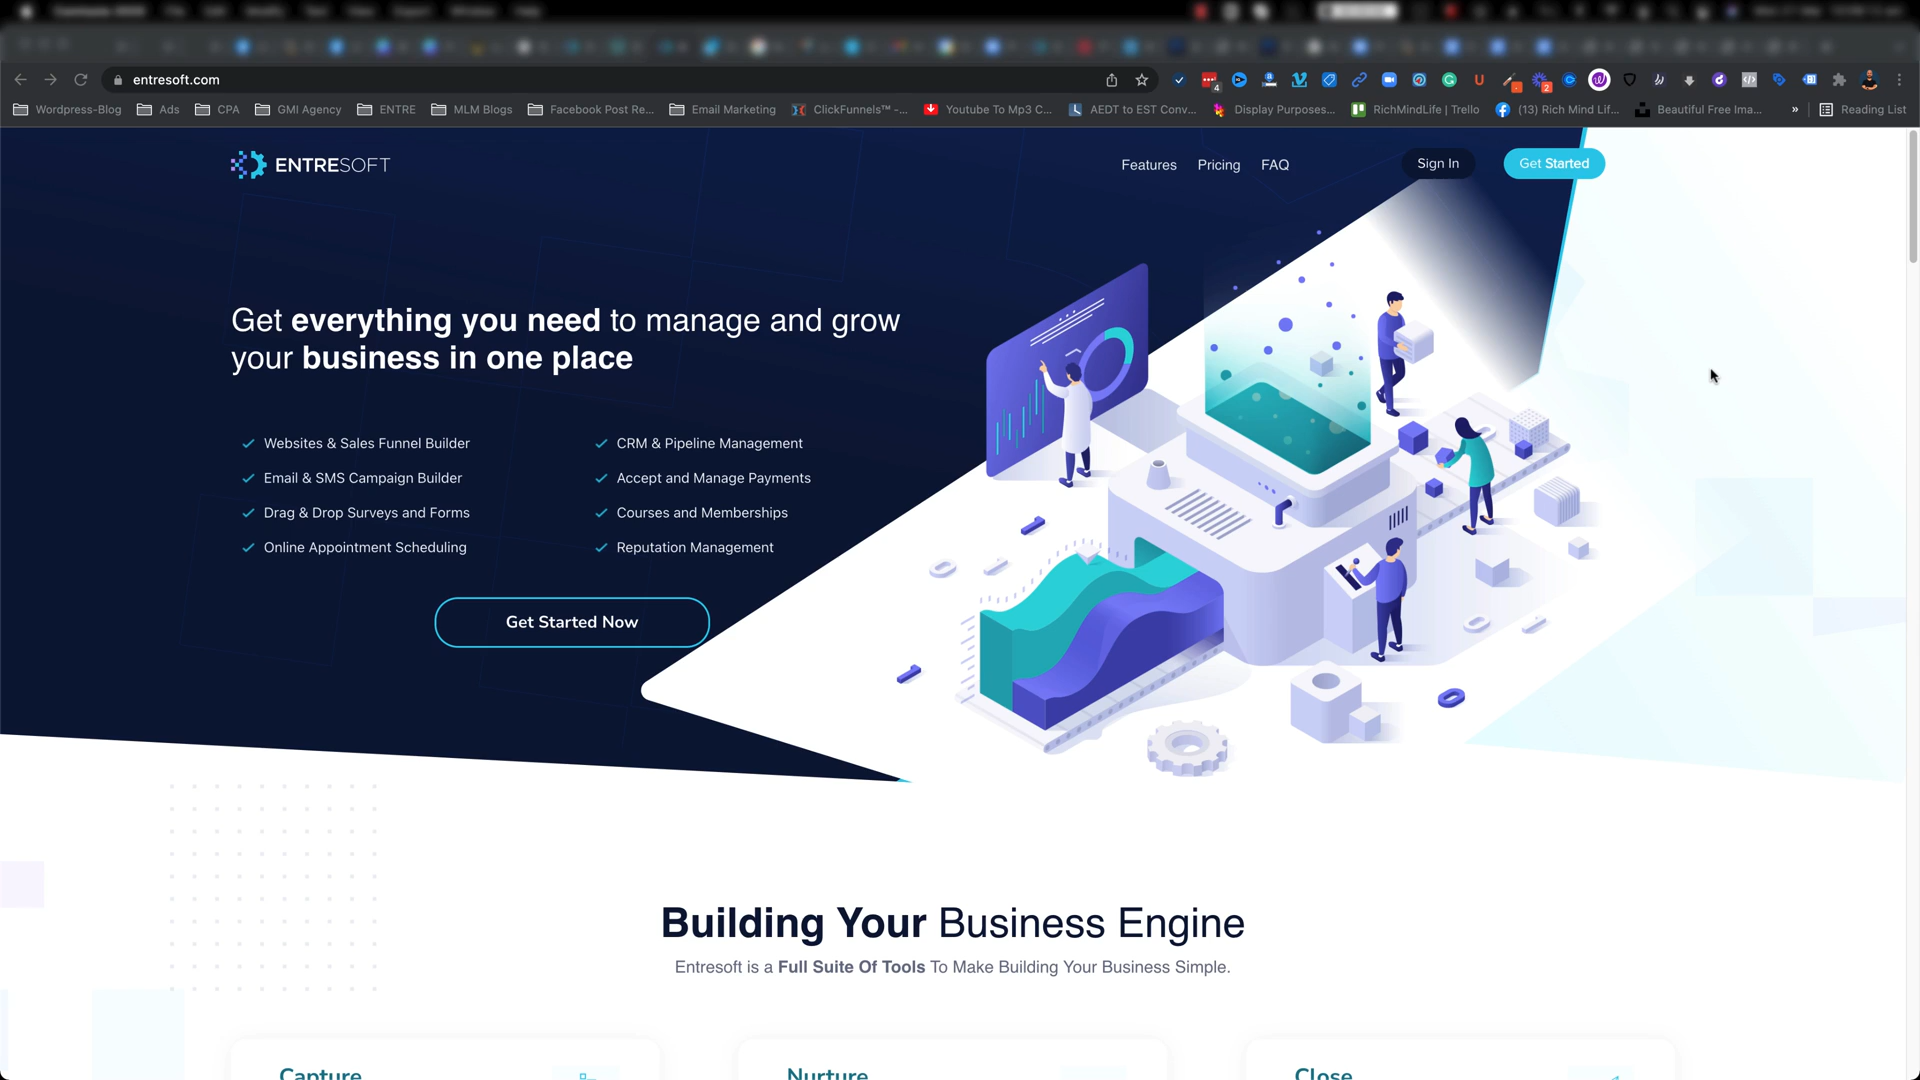 entresoft.com
4
2
Wordpress-Blog
Ads
CPA
GMI Agency
ENTRE
MLM Blogs
Facebook Post Re...
Email Marketing
ClickFunnels™ -...
Youtube To Mp3 C...
AEDT to EST Conv...
Display Purposes...
RichMindLife | Trello
(13) Rich Mind Lif...
Beautiful Free Ima...
»
Reading List
ENTRESOFT
Features
Pricing
FAQ
Sign In
Get Started
Get everything you need to manage and grow
your business in one place
Websites & Sales Funnel Builder
CRM & Pipeline Management
Email & SMS Campaign Builder
Accept and Manage Payments
Drag & Drop Surveys and Forms
Courses and Memberships
Online Appointment Scheduling
Reputation Management
Get Started Now
Building Your Business Engine
Entresoft is a Full Suite Of Tools To Make Building Your Business Simple.
Capture
Nurture
Close